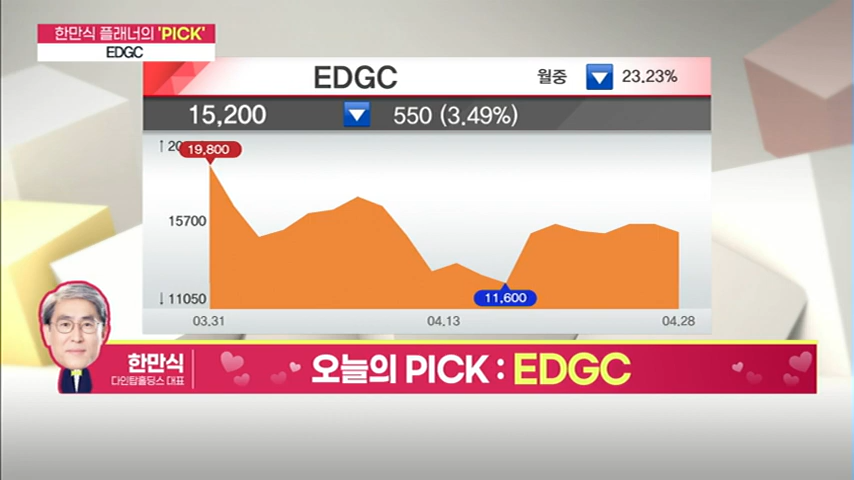 한만식 플래너의 'PICK'
EDGC
EDGC
월중 ▼ 23.23%
15,200 ▼ 550 (3.49%)
19,800
15700
11,600
↓ 11050
03.31 04.13 04.28
한만식
다인탑홀딩스 대표
오늘의 PICK : EDGC